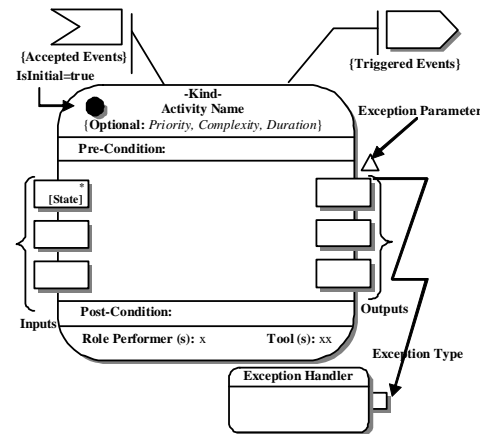 {Accepted Events}
{Triggered Events}
IsInitial=true
-Kind-
Activity Name
{Optional: Priority, Complexity, Duration}
Exception Parameter
Pre-Condition:
*
[State]
Post-Condition:
Inputs
Outputs
Role Performer (s): x
Tool (s): xx
Exception Type
Exception Handler